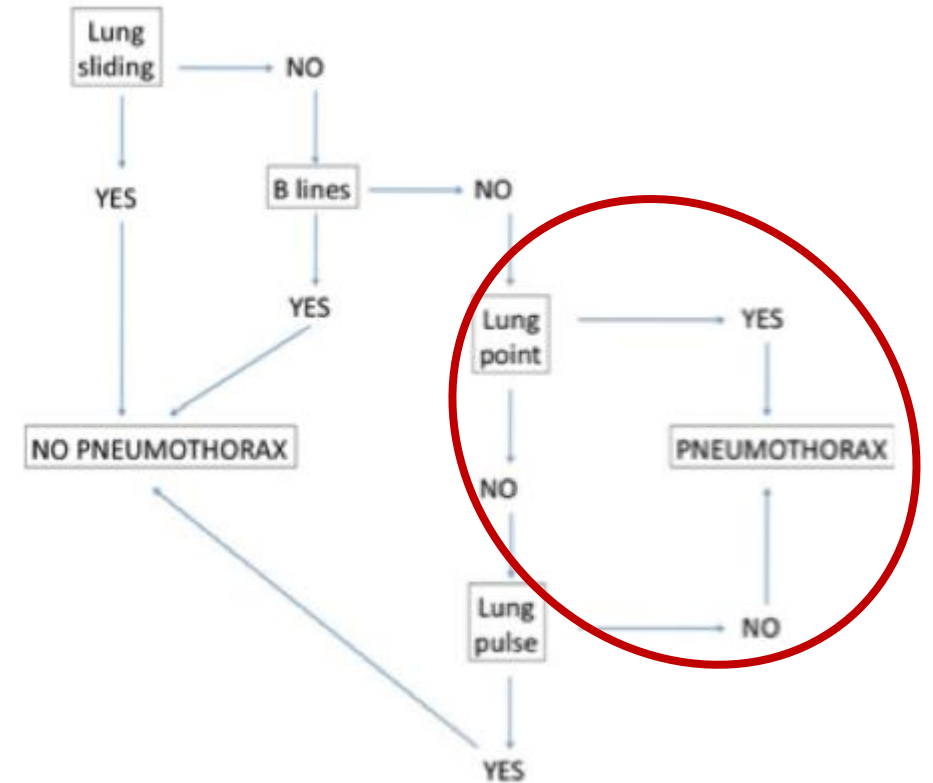 Lung
sliding
NO
YES
B lines
NO
YES
Lung
point
YES
NO PNEUMOTHORAX
PNEUMOTHORAX
NO
Lung
pulse
NO
YES